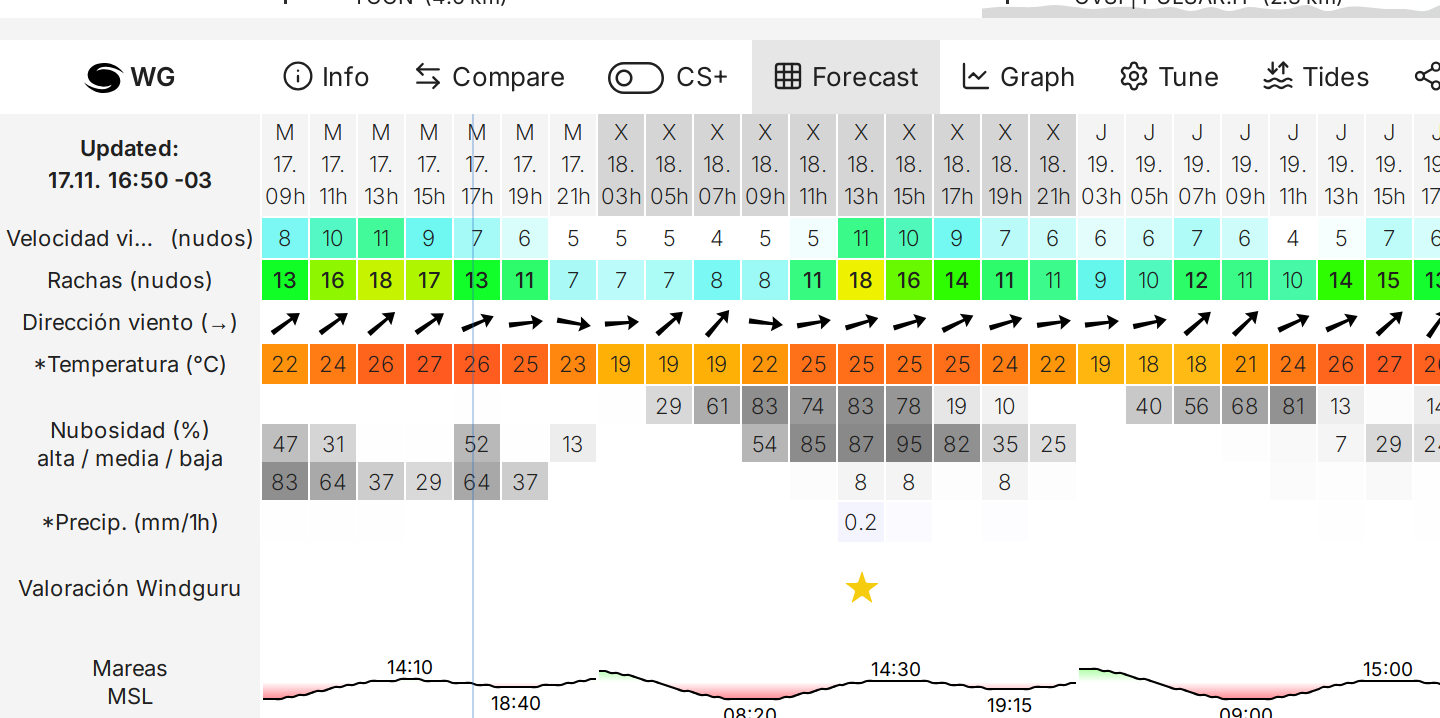 WG Info Compare CS+ Forecast Graph Tune Tides
M M M M M M M X X X X X X X X X X J J J J J J J
Updated: 17. 17. 17. 17. 17. 17. 17. 18. 18. 18. 18. 18. 18. 18. 18. 18. 18. 19. 19. 19. 19. 19. 19. 19.
17.11. 16:50 -03 09h 11h 13h 15h 17h 19h 21h 03h 05h 07h 09h 11h 13h 15h 17h 19h 21h 03h 05h 07h 09h 11h 13h 15h
Velocidad vi... (nudos) 8 10 11 9 7 6 5 5 5 4 5 5 11 10 9 7 6 6 6 7 6 4 5 7 6
Rachas (nudos) 13 16 18 17 13 11 7 7 7 8 8 11 18 16 14 11 11 9 10 12 11 10 14 15
Dirección viento (→)
*Temperatura (°C) 22 24 26 27 26 25 23 19 19 19 22 25 25 25 25 24 22 19 18 18 21 24 26 27
29 61 83 74 83 78 19 10 40 56 68 81 13
Nubosidad (%)
47 31 52 13 54 85 87 95 82 35 25 7 29
alta / media / baja
83 64 37 29 64 37 8 8 8
*Precip. (mm/1h) 0.2
Valoración Windguru
Mareas 14:10 14:30 15:00
MSL 18:40 08:20 19:15 09:00